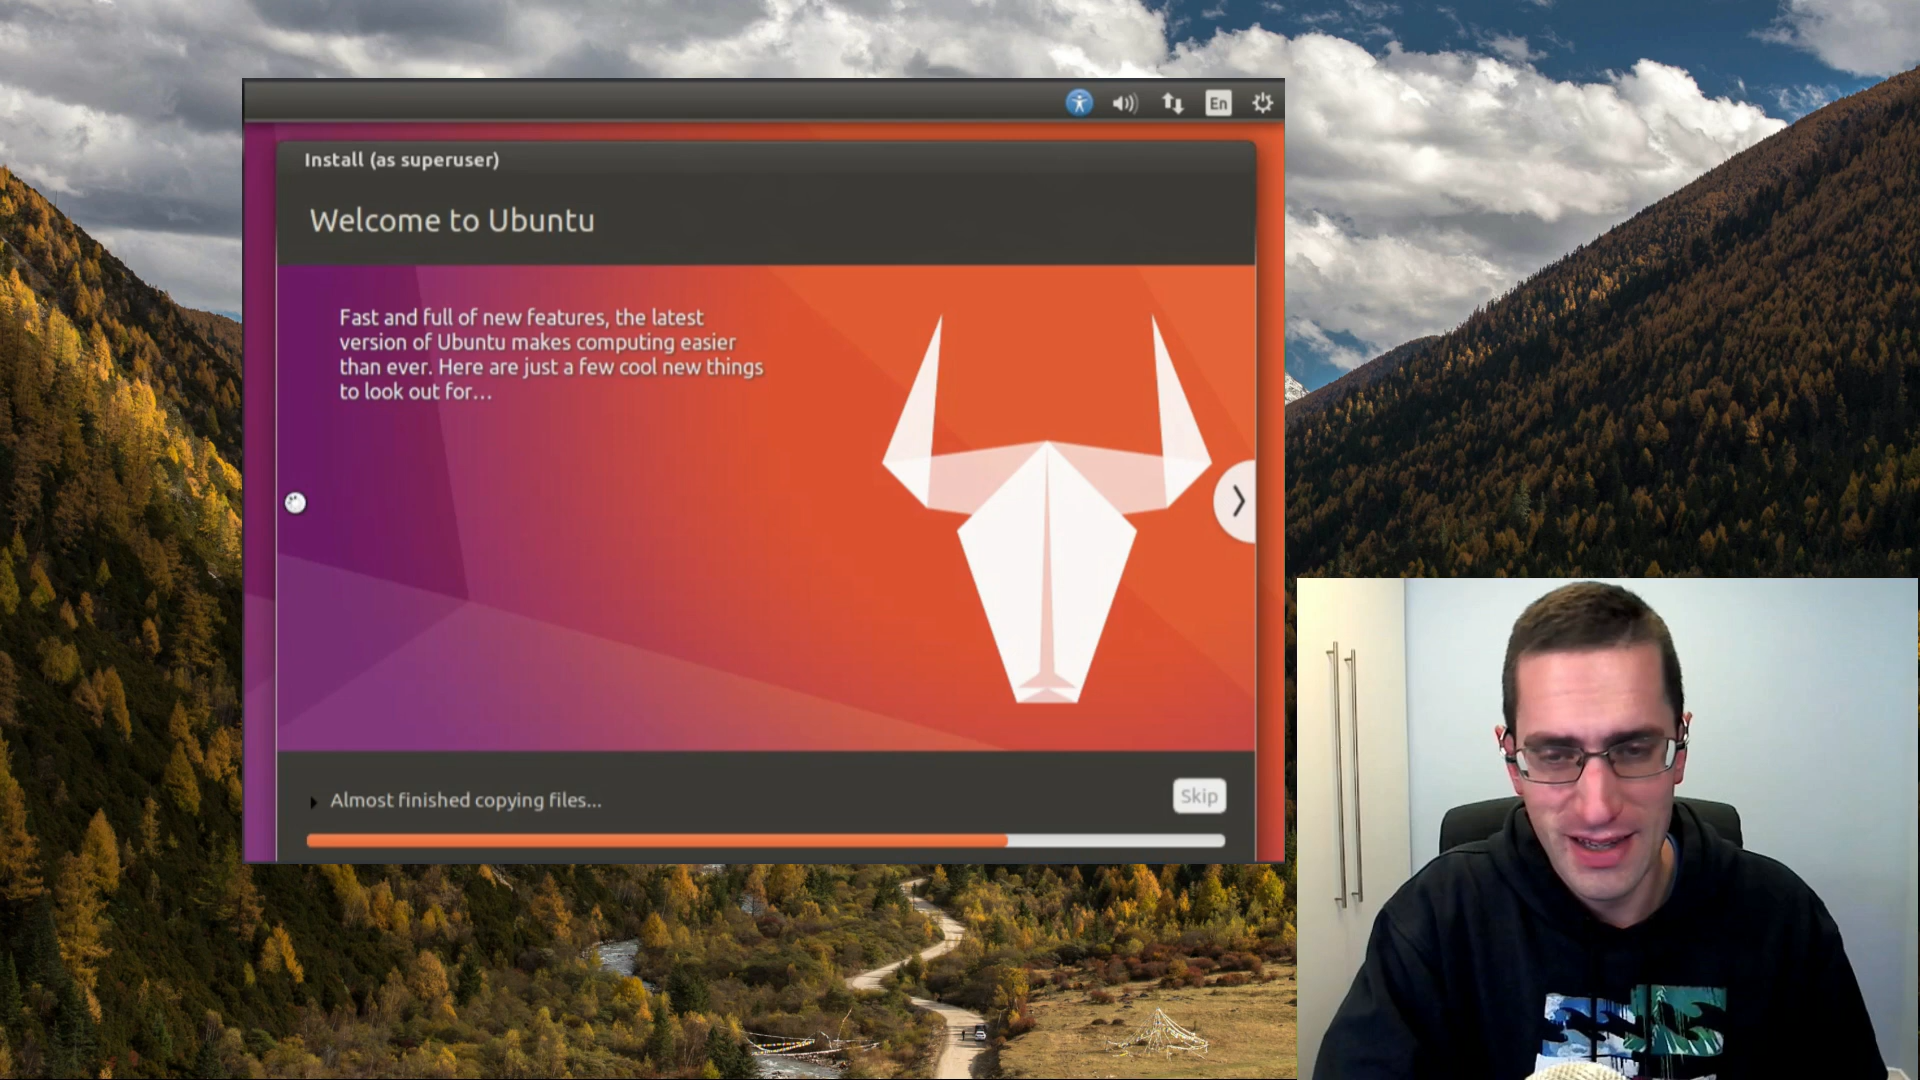 En
Install (as superuser)
Welcome to Ubuntu
Fast and full of new features, the latest
version of Ubuntu makes computing easier
than ever. Here are just a few cool new things
to look out for...
Almost finished copying files...
Skip